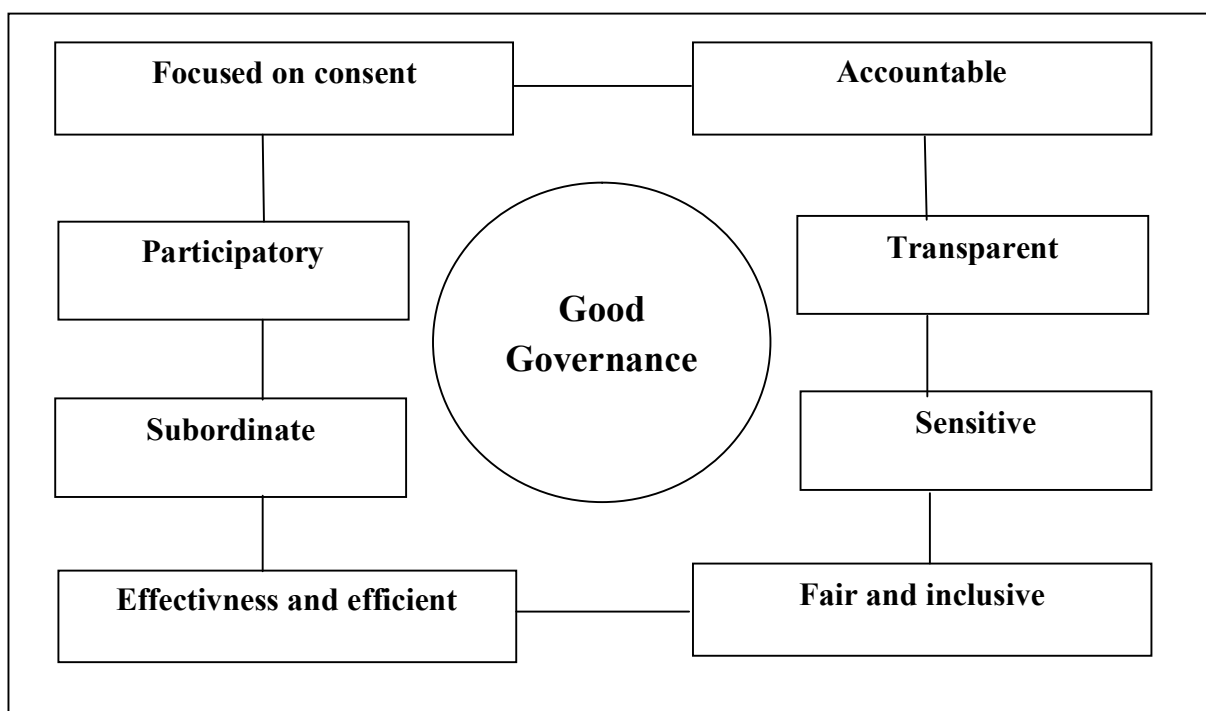 Focused on consent
Accountable
Participatory
Transparent
Good
Governance
Subordinate
Sensitive
Effectivness and efficient
Fair and inclusive